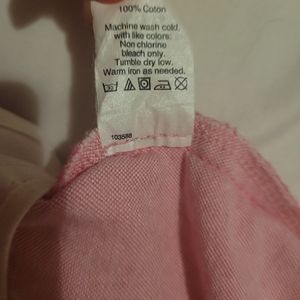 100% Coton
Machine wash cold,
with like colors.
Non chlorine
bleach only.
Tumble dry low.
Warm iron as needed.
103588